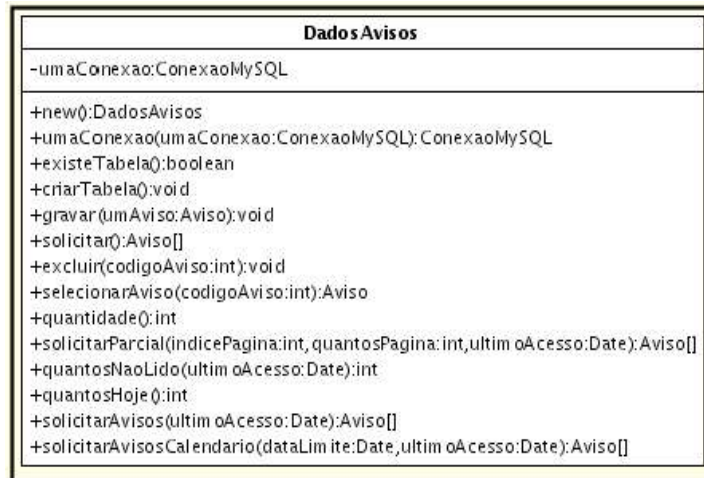 DadosAvisos
-umaConexao:ConexaoMySQL
+new():DadosAvisos
+umaConexao(umaConexao:ConexaoMySQL):ConexaoMySQL
+existeTabela():boolean
+criarTabela():void
+gravar(umAviso:Aviso):void
+solicitar():Aviso[]
+excluir(codigoAviso:int):void
+selecionarAviso(codigoAviso:int):Aviso
+quantidade():int
+solicitarParcial(indicePagina:int,quantosPagina:int,ultimoAcesso:Date):Aviso[]
+quantosNaoLido(ultimoAcesso:Date):int
+quantosHoje():int
+solicitarAvisos(ultimoAcesso:Date):Aviso[]
+solicitarAvisosCalendario(dataLimite:Date,ultimoAcesso:Date):Aviso[]